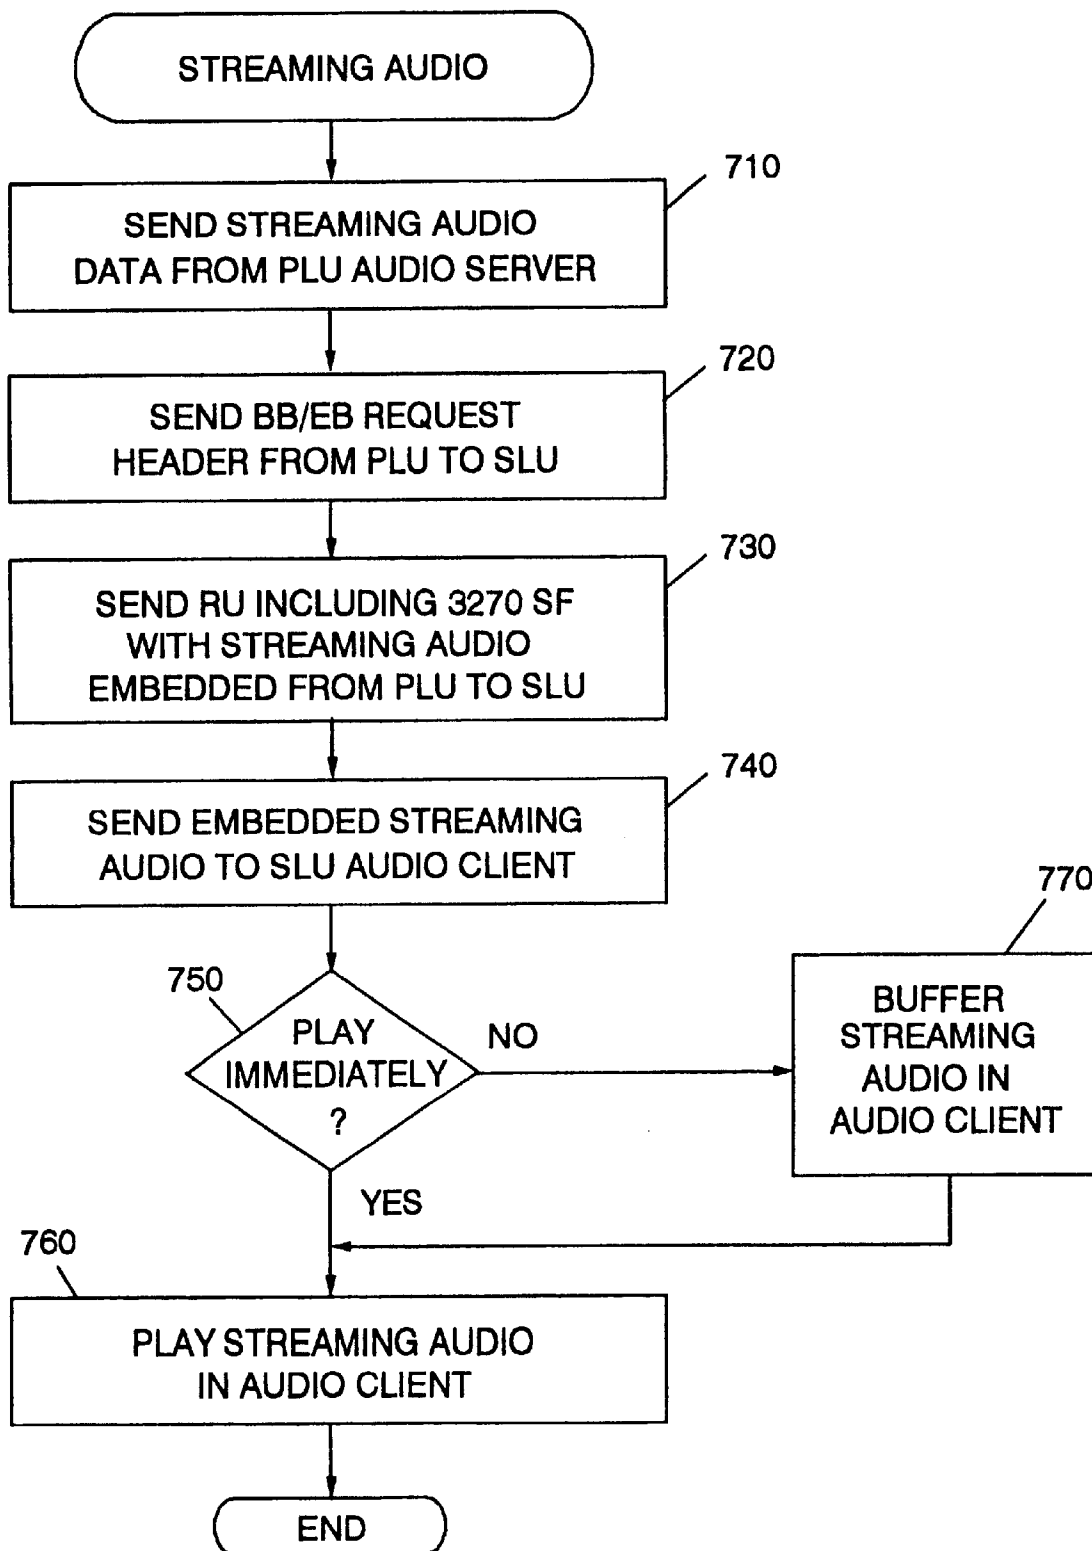 STREAMING AUDIO
710
SEND STREAMING AUDIO
DATA FROM PLU AUDIO SERVER
720
SEND BB/EB REQUEST
HEADER FROM PLU TO SLU
730
SEND RU INCLUDING 3270 SF
WITH STREAMING AUDIO
EMBEDDED FROM PLU TO SLU
740
SEND EMBEDDED STREAMING
AUDIO TO SLU AUDIO CLIENT
750
PLAY
IMMEDIATELY
?
NO
770
BUFFER
STREAMING
AUDIO IN
AUDIO CLIENT
YES
760
PLAY STREAMING AUDIO
IN AUDIO CLIENT
END